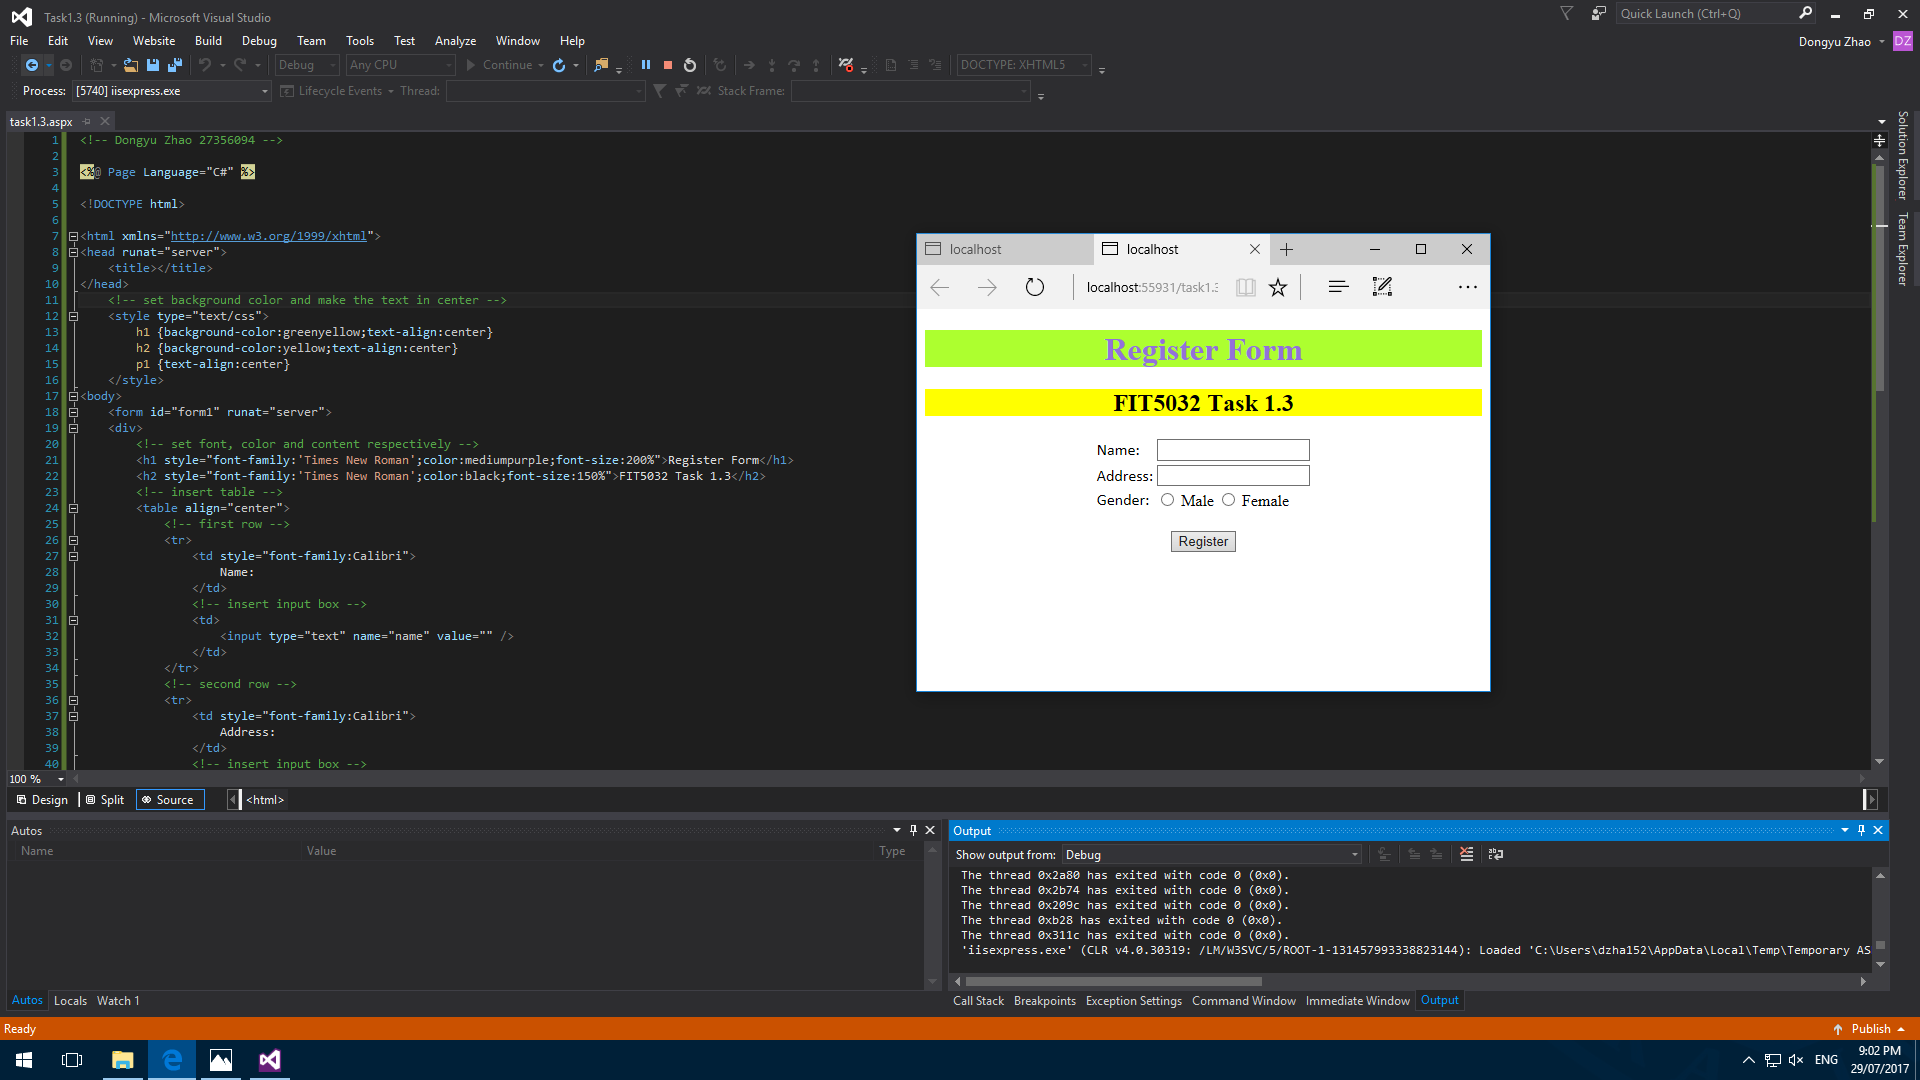 Task1.3 (Running) - Microsoft Visual Studio
Quick Launch (Ctrl+Q)
File Edit View Website Build Debug Team Tools Test Analyze Window Help
Dongyu Zhao DZ
Debug Any CPU Continue DOCTYPE: XHTML5
Process: [5740] iisexpress.exe Lifecycle Events Thread: Stack Frame:
task1.3.aspx
Solution Explorer
Team Explorer
1 <!-- Dongyu Zhao 27356094 -->
2
3 <%@ Page Language="C#" %>
4
5 <!DOCTYPE html>
6
7 <html xmlns="http://www.w3.org/1999/xhtml">
8 <head runat="server">
9 <title></title>
10 </head>
11 <!-- set background color and make the text in center -->
12 <style type="text/css">
13 h1 {background-color:greenyellow;text-align:center}
14 h2 {background-color:yellow;text-align:center}
15 p1 {text-align:center}
16 </style>
17 <body>
18 <form id="form1" runat="server">
19 <div>
20 <!-- set font, color and content respectively -->
21 <h1 style="font-family:'Times New Roman';color:mediumpurple;font-size:200%">Register Form</h1>
22 <h2 style="font-family:'Times New Roman';color:black;font-size:150%">FIT5032 Task 1.3</h2>
23 <!-- insert table -->
24 <table align="center">
25 <!-- first row -->
26 <tr>
27 <td style="font-family:Calibri">
28 Name:
29 </td>
30 <!-- insert input box -->
31 <td>
32 <input type="text" name="name" value="" />
33 </td>
34 </tr>
35 <!-- second row -->
36 <tr>
37 <td style="font-family:Calibri">
38 Address:
39 </td>
40 <!-- insert input box -->
localhost
localhost
localhost:55931/task1.3
Register Form
FIT5032 Task 1.3
Name:
Address:
Gender: Male Female
Register
100 %
Design Split Source <html>
Autos
Name Value Type
Autos Locals Watch 1
Output
Show output from: Debug
The thread 0x2a80 has exited with code 0 (0x0).
The thread 0x2b74 has exited with code 0 (0x0).
The thread 0x209c has exited with code 0 (0x0).
The thread 0xb28 has exited with code 0 (0x0).
The thread 0x311c has exited with code 0 (0x0).
'iisexpress.exe' (CLR v4.0.30319: /LM/W3SVC/5/ROOT-1-131457993338823144): Loaded 'C:\Users\dzha152\AppData\Local\Temp\Temporary AS
Call Stack Breakpoints Exception Settings Command Window Immediate Window Output
Ready
Publish
ENG
9:02 PM
29/07/2017